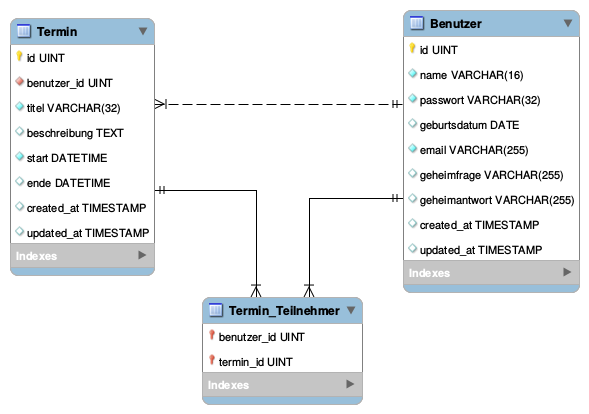 Termin
id UINT
benutzer_id UINT
titel VARCHAR(32)
beschreibung TEXT
start DATETIME
ende DATETIME
created_at TIMESTAMP
updated_at TIMESTAMP
Indexes
Benutzer
id UINT
name VARCHAR(16)
passwort VARCHAR(32)
geburtsdatum DATE
email VARCHAR(255)
geheimfrage VARCHAR(255)
geheimantwort VARCHAR(255)
created_at TIMESTAMP
updated_at TIMESTAMP
Indexes
Termin_Teilnehmer
benutzer_id UINT
termin_id UINT
Indexes